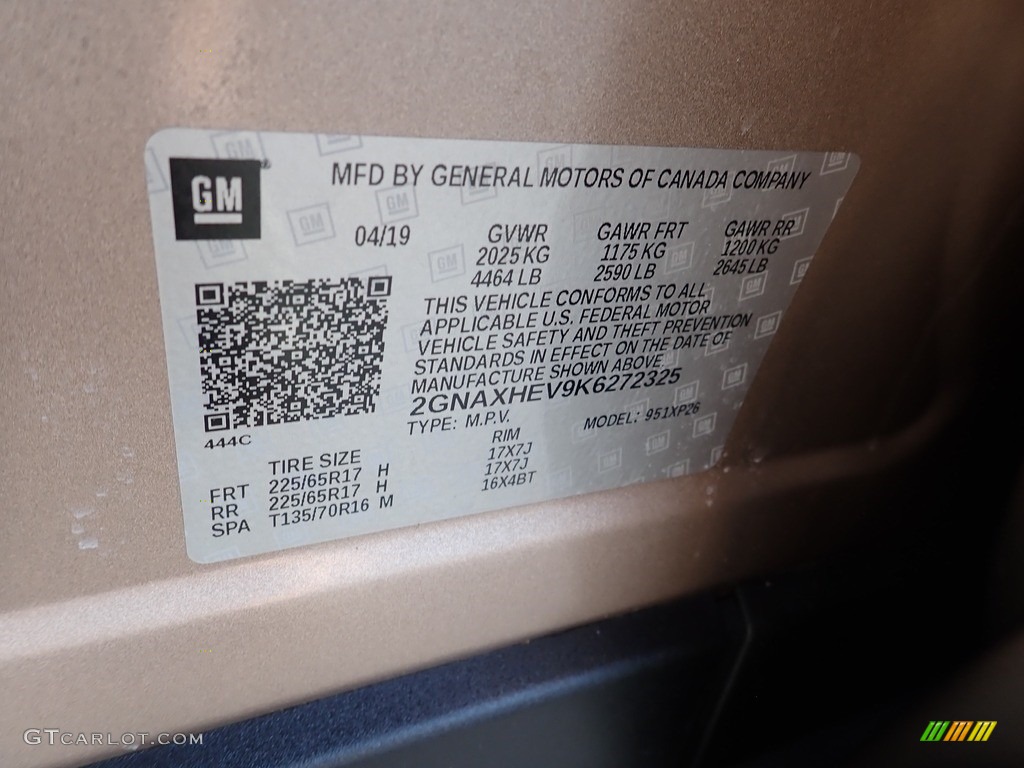 GM
MFD BY GENERAL MOTORS OF CANADA COMPANY
04/19
GVWR GAWR FRT GAWR RR
2025 KG 1175 KG 1200 KG
4464 LB 2590 LB 2645 LB
THIS VEHICLE CONFORMS TO ALL
APPLICABLE U.S. FEDERAL MOTOR
VEHICLE SAFETY AND THEFT PREVENTION
STANDARDS IN EFFECT ON THE DATE OF
MANUFACTURE SHOWN ABOVE.
2GNAXHEV9K6272325
TYPE: M.P.V. MODEL: 951XP26
444C
TIRE SIZE RIM
FRT 225/65R17 H 17X7J
RR 225/65R17 H 17X7J
SPA T135/70R16 M 16X4BT
GTcarlot.com